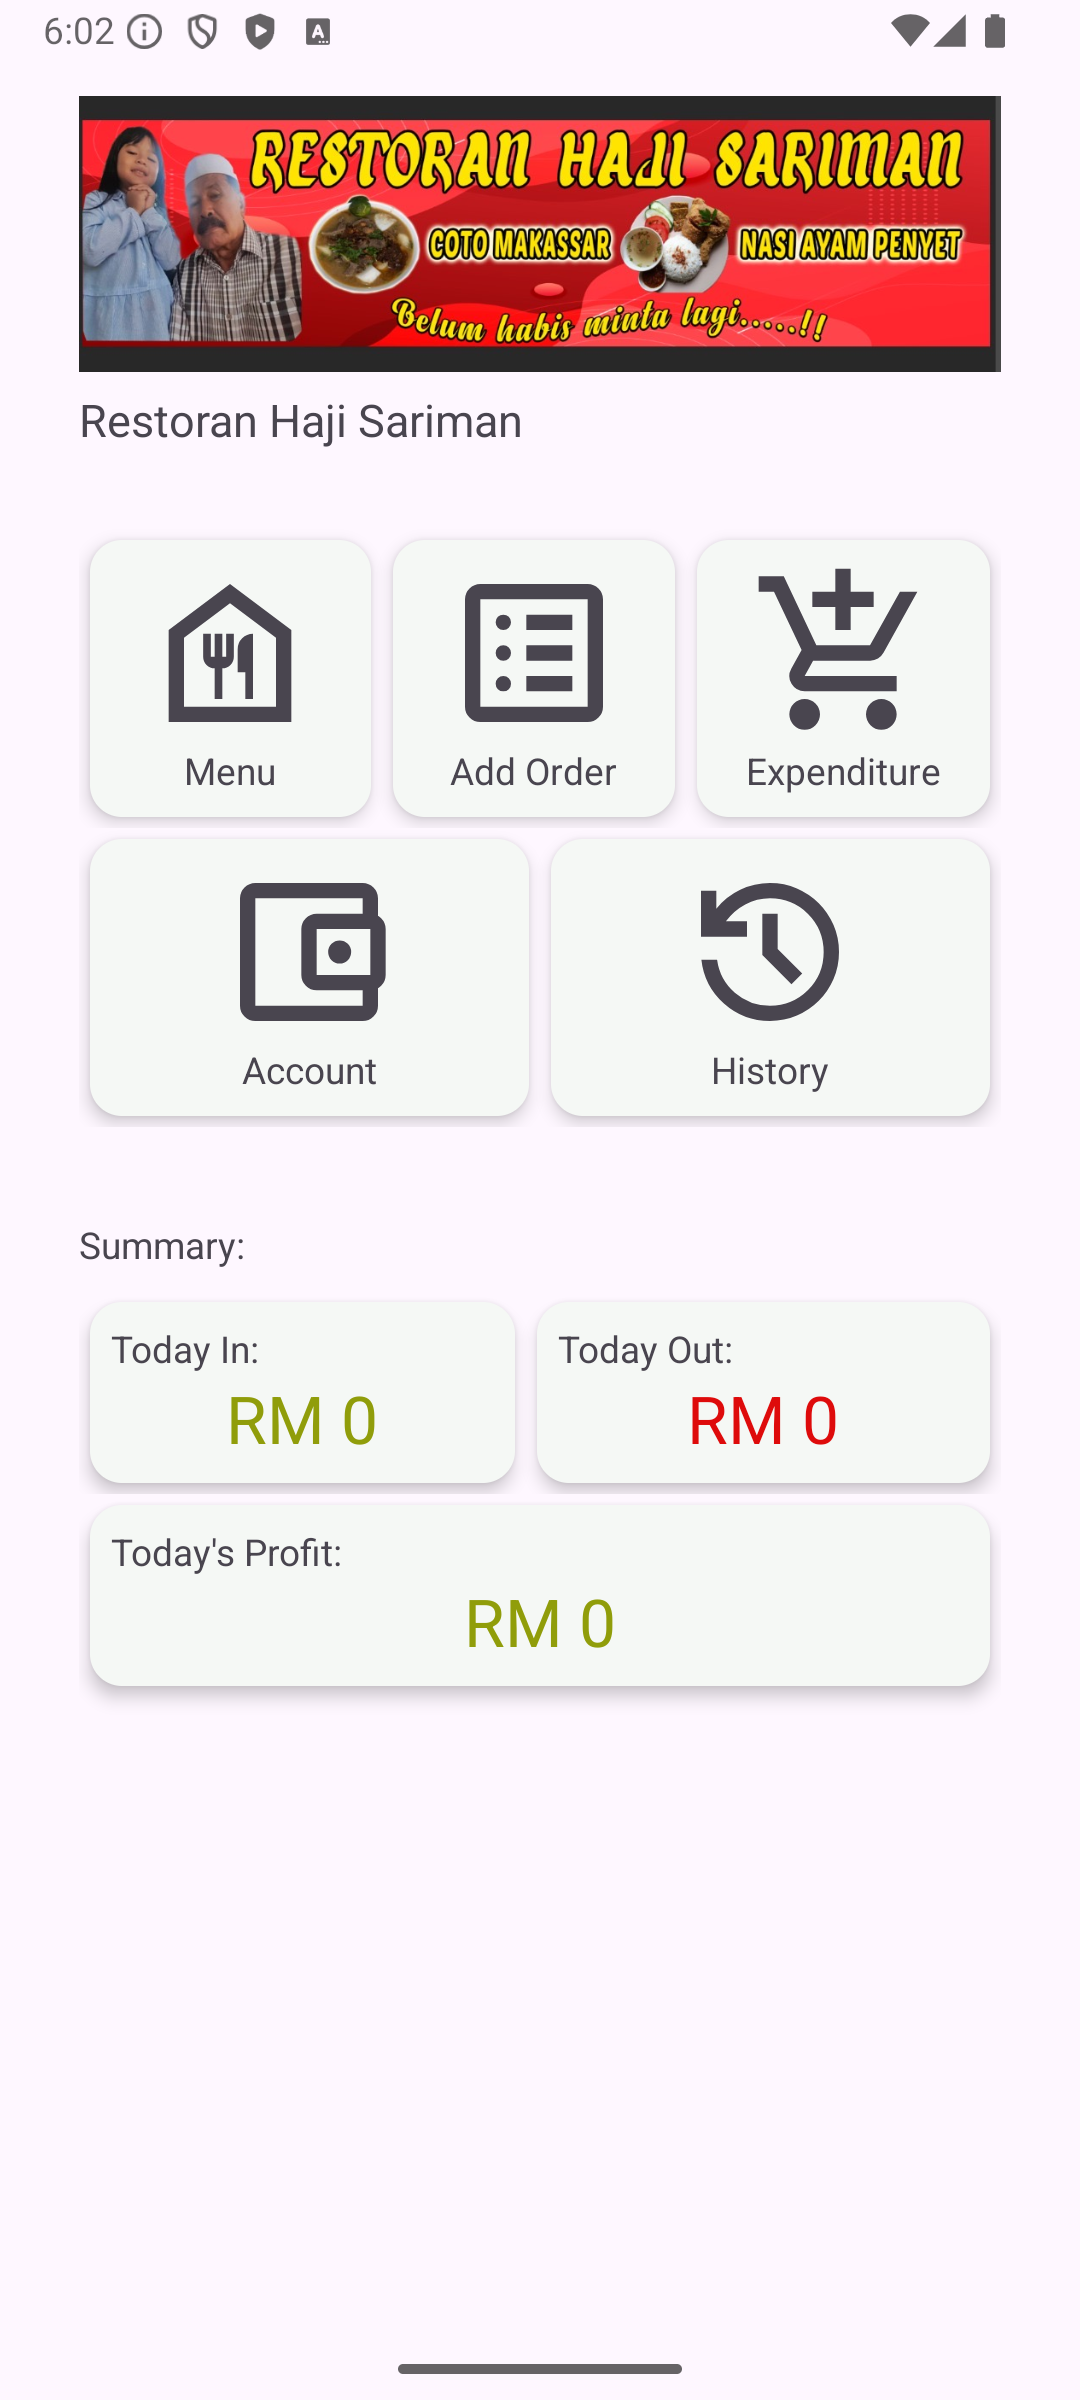 6:02
RESTORAN HAJI SARIMAN
COTO MAKASSAR
NASI AYAM PENYET
Belum habis minta lagi.....!!
Restoran Haji Sariman
Menu
Add Order
Expenditure
Account
History
Summary:
Today In:
RM 0
Today Out:
RM 0
Today's Profit:
RM 0